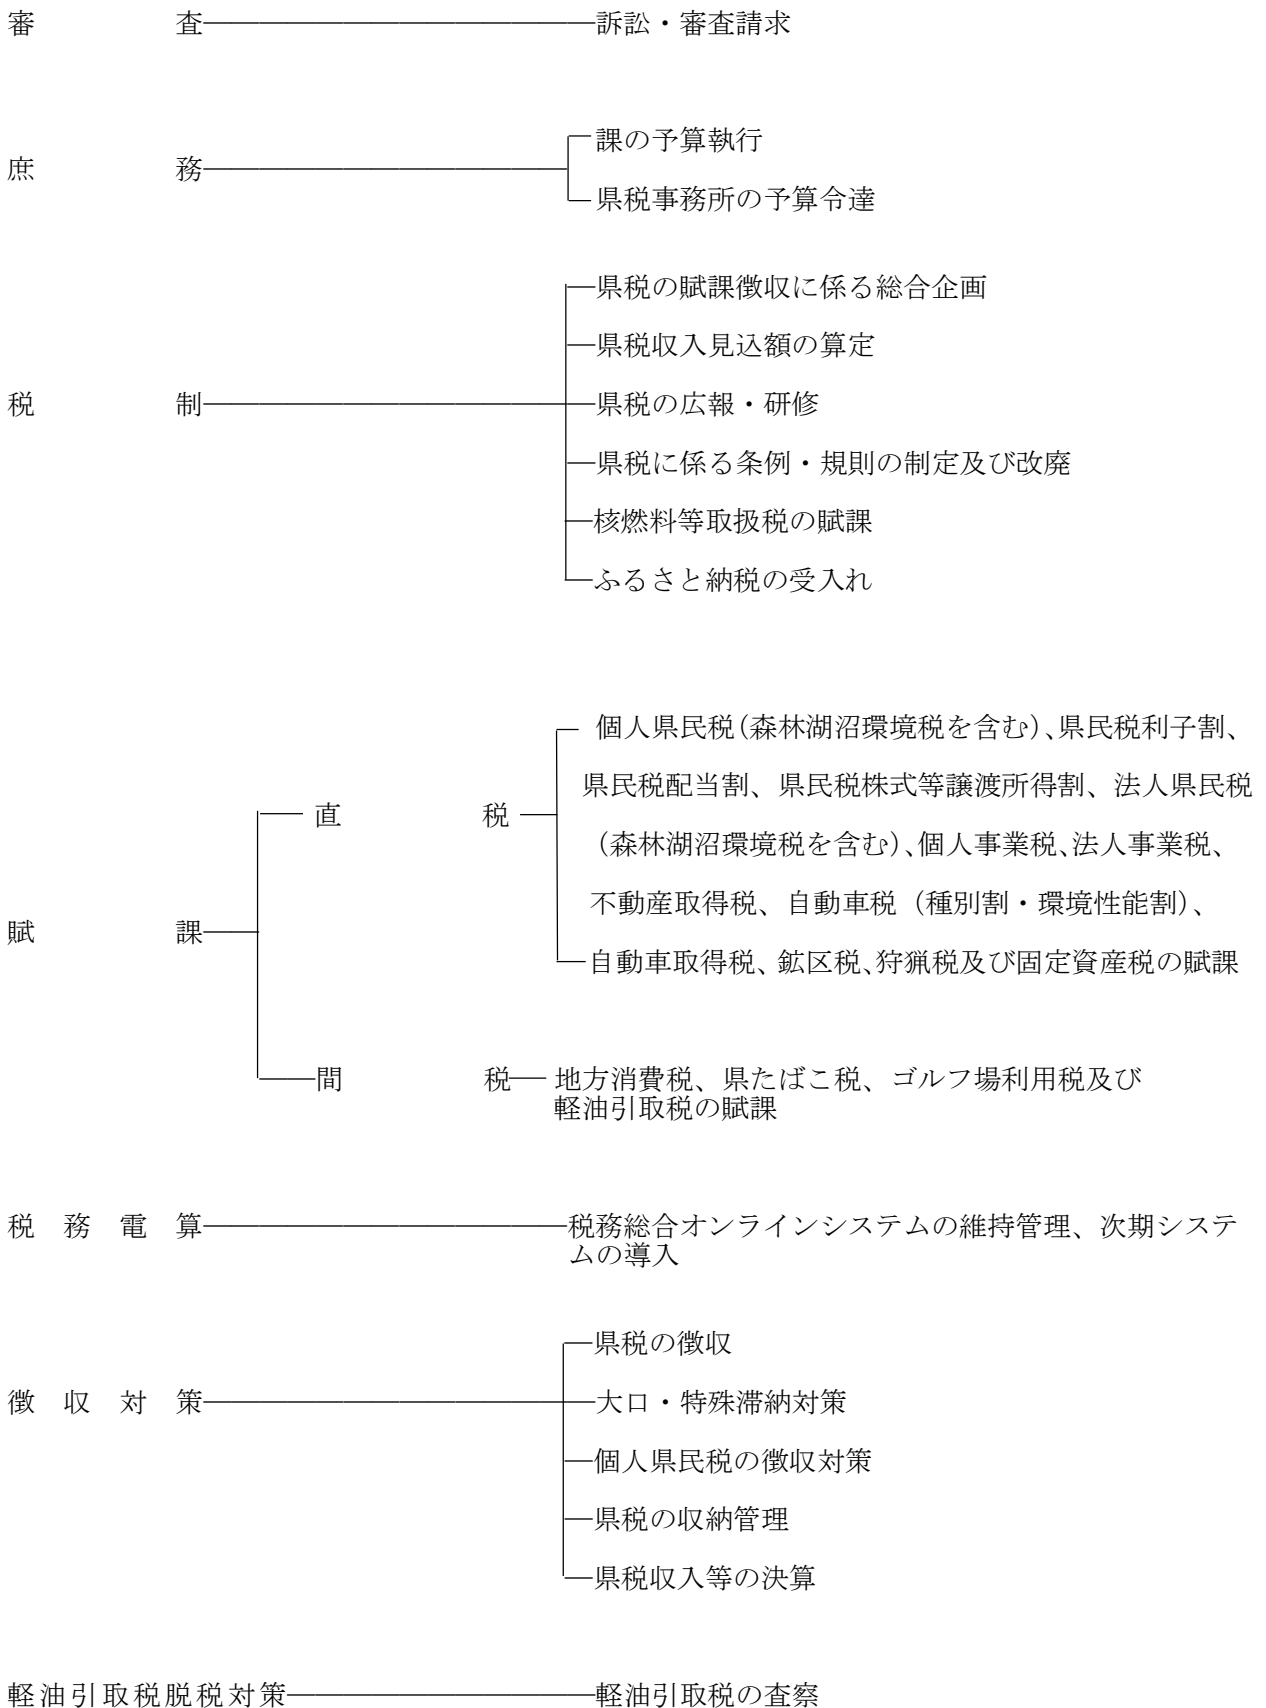 審査――訴訟・審査請求
課の予算執行
庶務
県税事務所の予算令達
県税の賦課徴収に係る総合企画
県税収入見込額の算定
税制――県税の広報・研修
県税に係る条例・規則の制定及び改廃
核燃料等取扱税の賦課
ふるさと納税の受入れ
個人県民税(森林湖沼環境税を含む)、県民税利子割、
県民税配当割、県民税株式等譲渡所得割、法人県民税
直税
(森林湖沼環境税を含む)、個人事業税、法人事業税、
不動産取得税、自動車税(種別割・環境性能割)、
賦課
自動車取得税、鉱区税、狩猟税及び固定資産税の賦課
間税―地方消費税、県たばこ税、ゴルフ場利用税及び
軽油引取税の賦課
税務電算――税務総合オンラインシステムの維持管理、次期システ
ムの導入
県税の徴収
徴収対策――大口・特殊滞納対策
個人県民税の徴収対策
県税の収納管理
県税収入等の決算
軽油引取税脱税対策――軽油引取税の査察